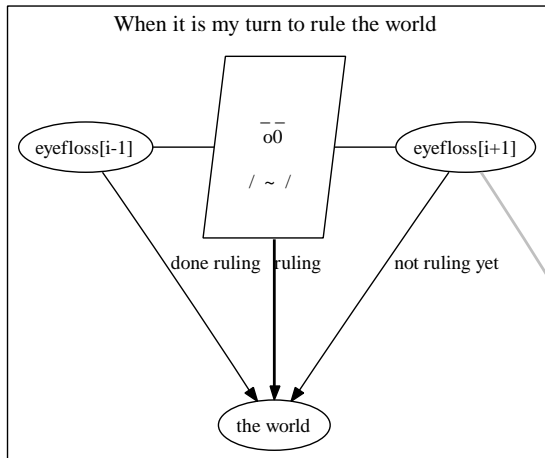 When it is my turn to rule the world
_ _
o0
/ ~ /
eyefloss[i-1]
eyefloss[i+1]
done ruling
ruling
not ruling yet
the world